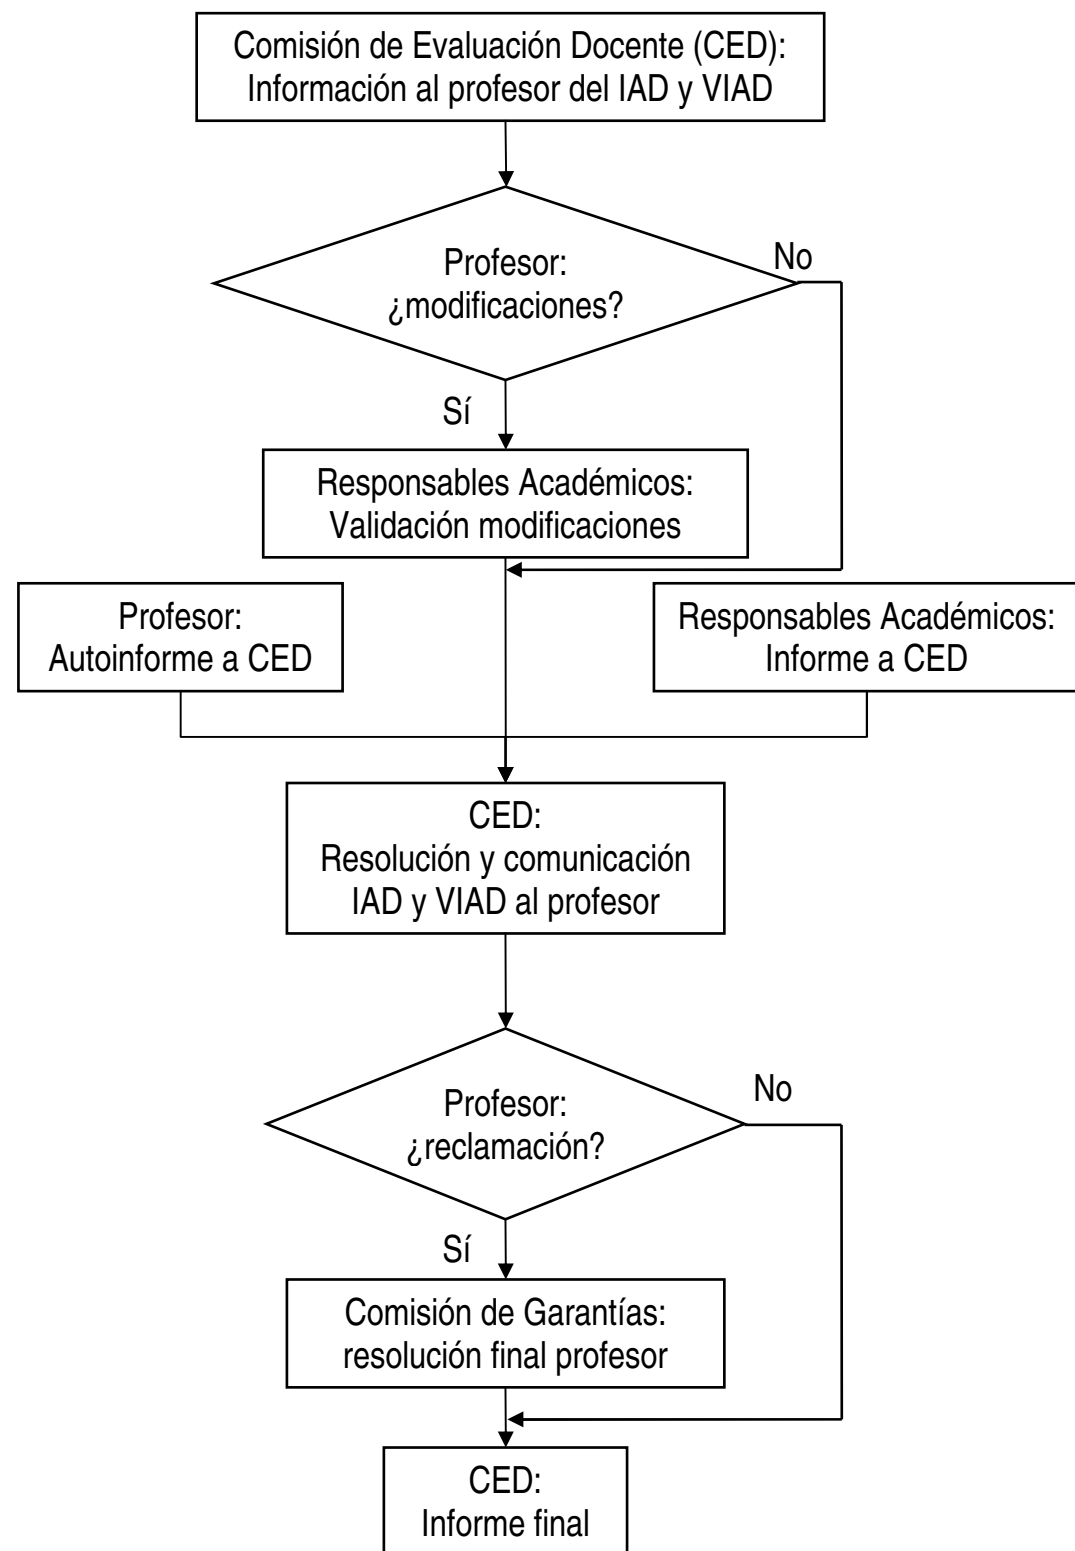 Comisión de Evaluación Docente (CED):
Información al profesor del IAD y VIAD
Profesor:
¿modificaciones?
No
Sí
Responsables Académicos:
Validación modificaciones
Profesor:
Autoinforme a CED
Responsables Académicos:
Informe a CED
CED:
Resolución y comunicación
IAD y VIAD al profesor
Profesor:
¿reclamación?
No
Sí
Comisión de Garantías:
resolución final profesor
CED:
Informe final